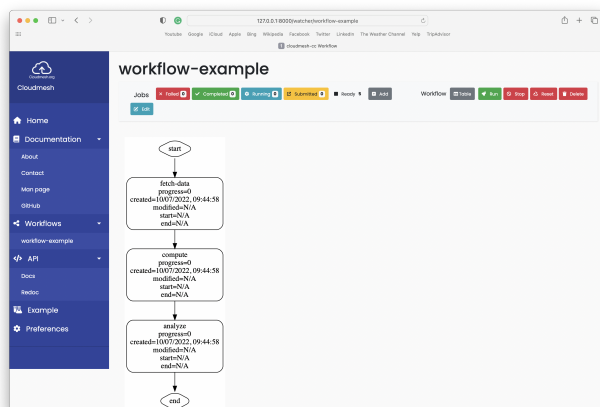 127.0.0.1:8000/watcher/workflow-example
Youtube Google iCloud Apple Bing Wikipedia Facebook Twitter LinkedIn The Weather Channel Yelp TripAdvisor
cloudmesh-cc Workflow
Cloudmesh.org
Cloudmesh
Home
Documentation
About
Contact
Man page
GitHub
Workflows
workflow-example
API
Docs
Redoc
Example
Preferences
workflow-example
Jobs Failed 0 Completed 0 Running 0 Submitted 0 Ready 5 Add Workflow Table Run Stop Reset Delete
Edit
start
fetch-data
progress=0
created=10/07/2022, 09:44:58
modified=N/A
start=N/A
end=N/A
compute
progress=0
created=10/07/2022, 09:44:58
modified=N/A
start=N/A
end=N/A
analyze
progress=0
created=10/07/2022, 09:44:58
modified=N/A
start=N/A
end=N/A
end